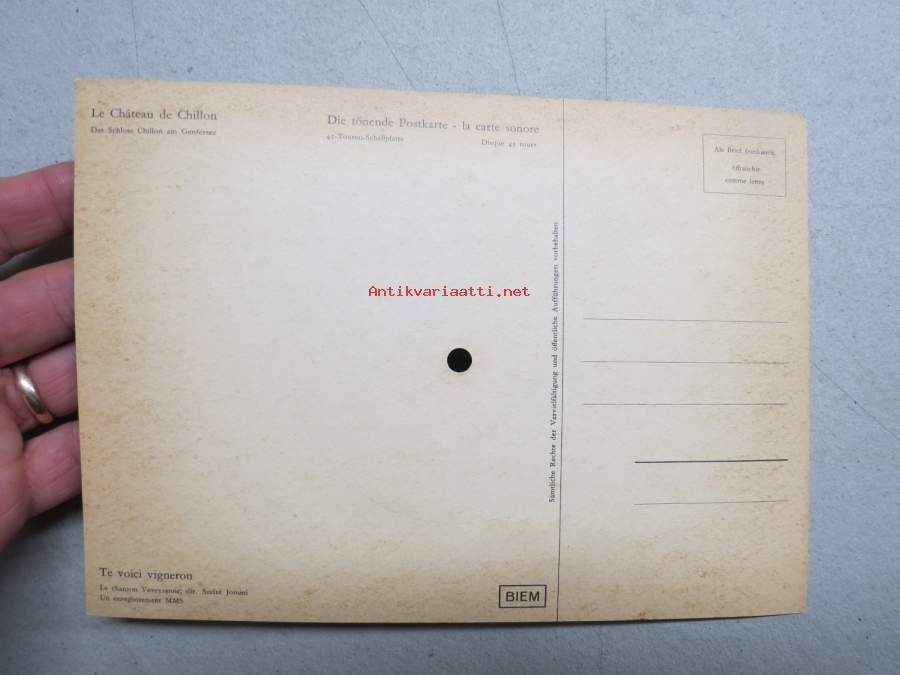 Le Château de Chillon
Das Schloss Chillon am Genfersee
Die tönende Postkarte - la carte sonore
45-Touren-Schallplatte
Disque 45 tours
Als Brief frankieren
Affranchir
comme lettre
Sämtliche Rechte der Vervielfältigung und öffentliche Aufführungen vorbehalten
Antikvariaatti.net
Te voici vigneron
La chanson Veveysanne, dir. André Jomini
Un enregistrement MMS
BIEM